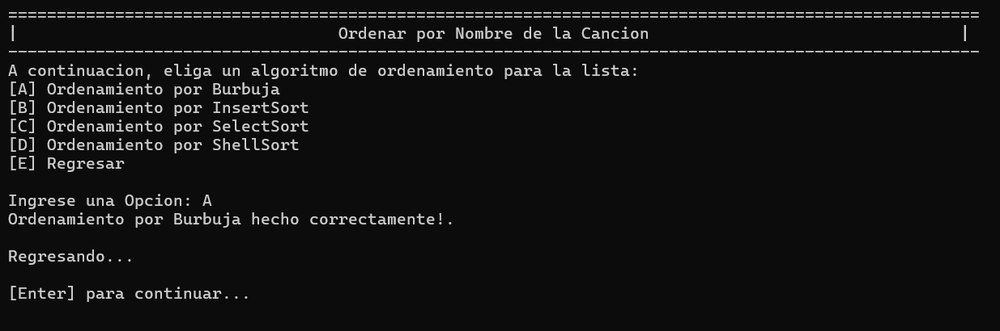 ====================================================================================================
|                                 Ordenar por Nombre de la Cancion                                |
----------------------------------------------------------------------------------------------------
A continuacion, eliga un algoritmo de ordenamiento para la lista:
[A] Ordenamiento por Burbuja
[B] Ordenamiento por InsertSort
[C] Ordenamiento por SelectSort
[D] Ordenamiento por ShellSort
[E] Regresar
Ingrese una Opcion: A
Ordenamiento por Burbuja hecho correctamente!.
Regresando...
[Enter] para continuar...